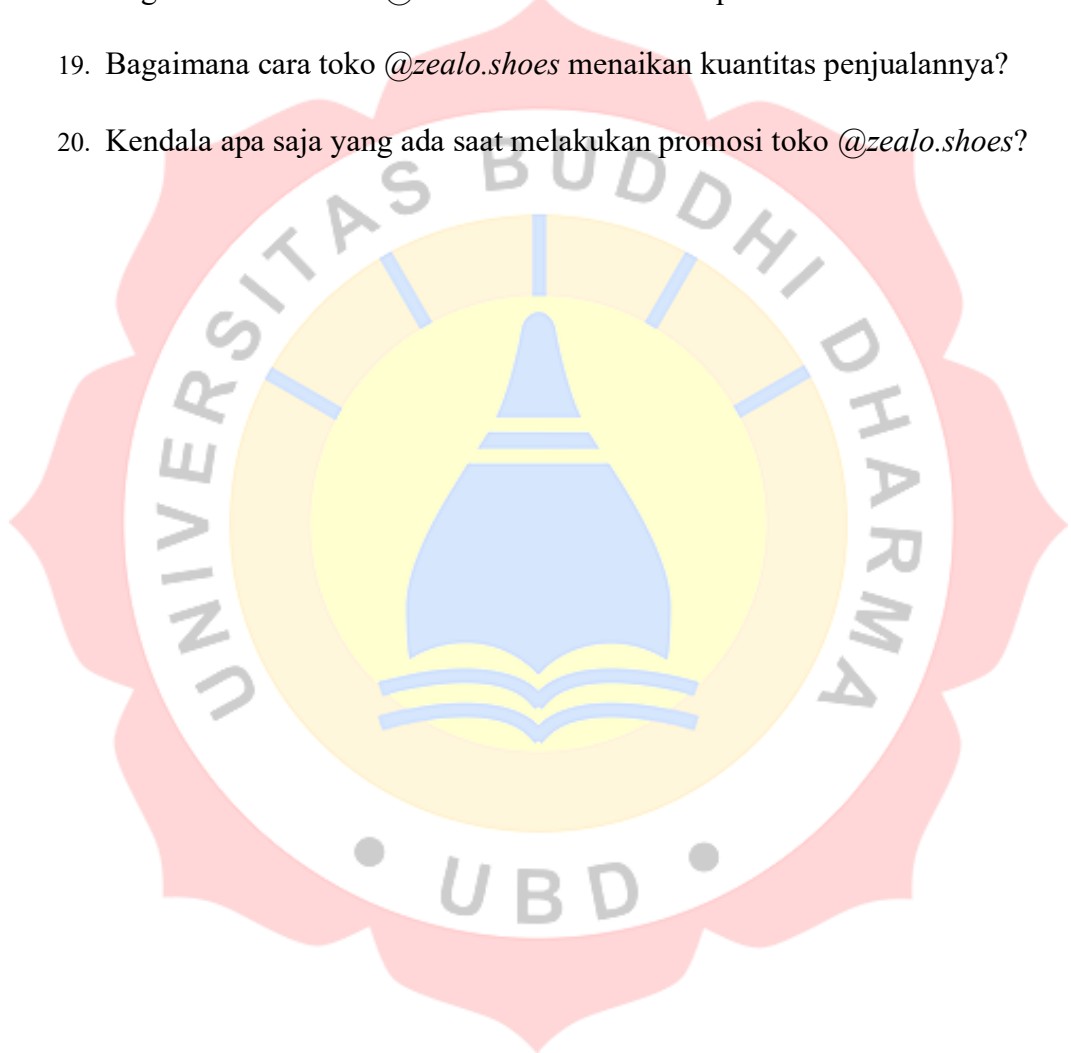 19. Bagaimana cara toko @zealo.shoes menaikan kuantitas penjualannya?
20. Kendala apa saja yang ada saat melakukan promosi toko @zealo.shoes?
UNIVERSITAS BUDDHI DHARMA
• UBD •